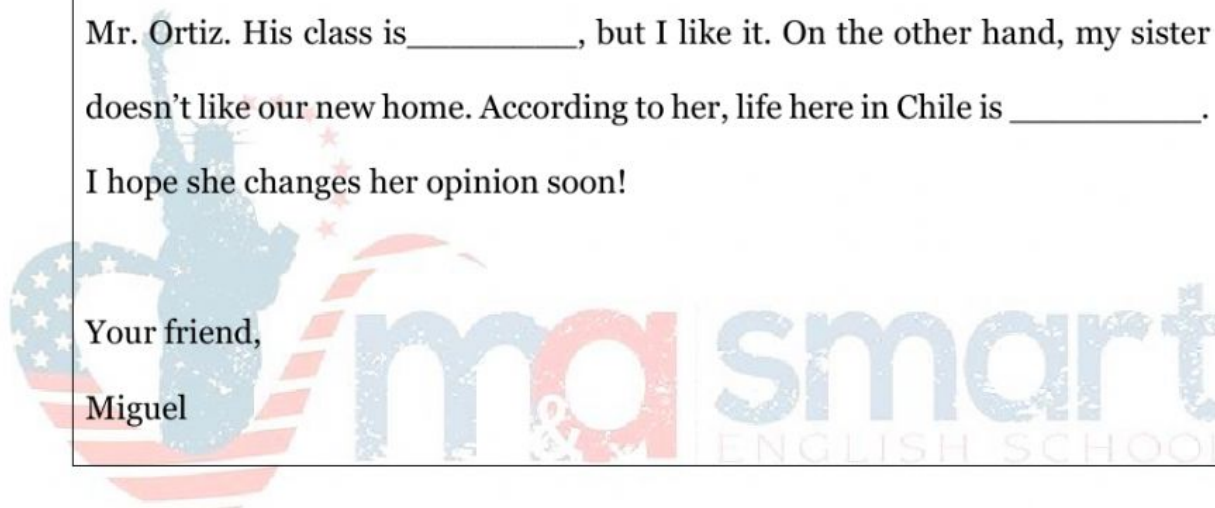 Mr. Ortiz. His class is__________, but I like it. On the other hand, my sister
doesn't like our new home. According to her, life here in Chile is ___________.
I hope she changes her opinion soon!
Your friend,
Miguel
m&a smart
ENGLISH SCHOOL